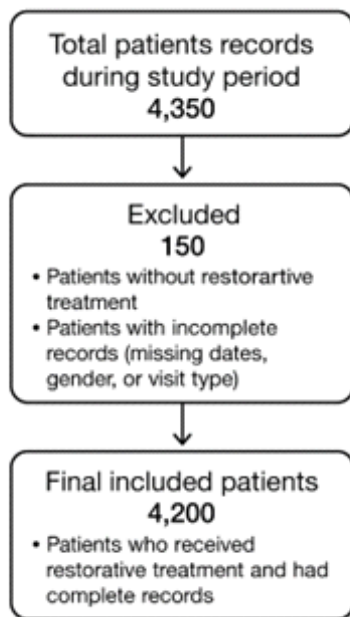 Total patients records
during study period
4,350
Excluded
150
• Patients without restorartive
treatment
• Patients with incomplete
records (missing dates,
gender, or visit type)
Final included patients
4,200
• Patients who received
restorative treatment and had
complete records